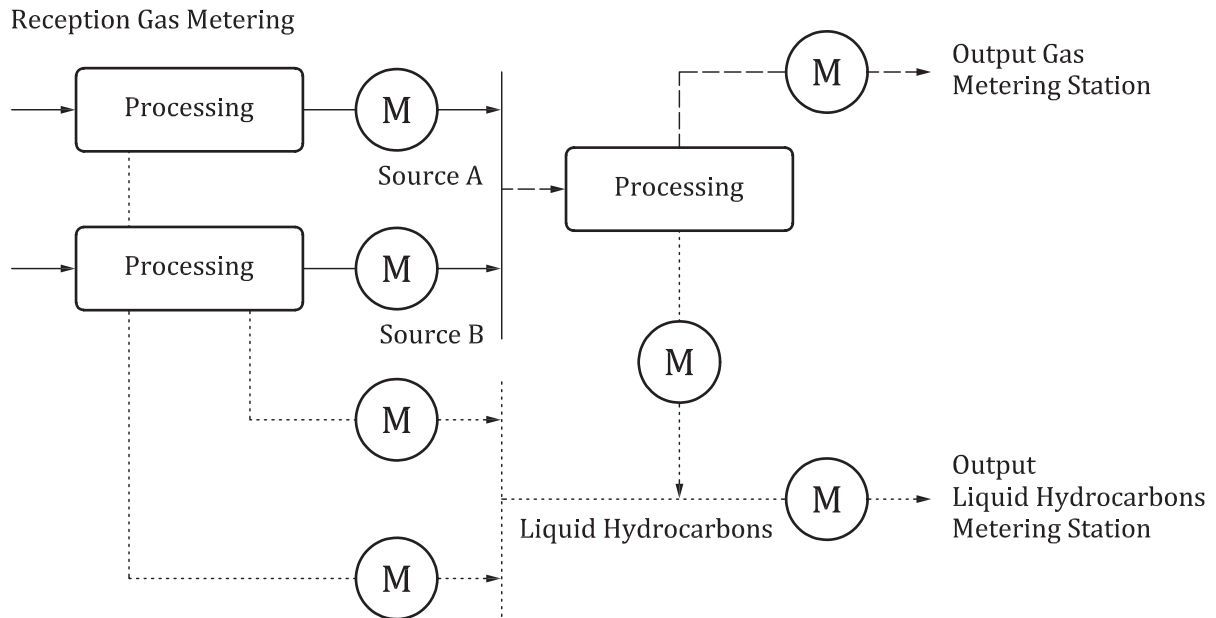 Reception Gas Metering
Processing
M
Source A
Processing
M
Source B
M
M
Processing
M
Output Gas
Metering Station
M
Liquid Hydrocarbons
M
Output
Liquid Hydrocarbons
Metering Station